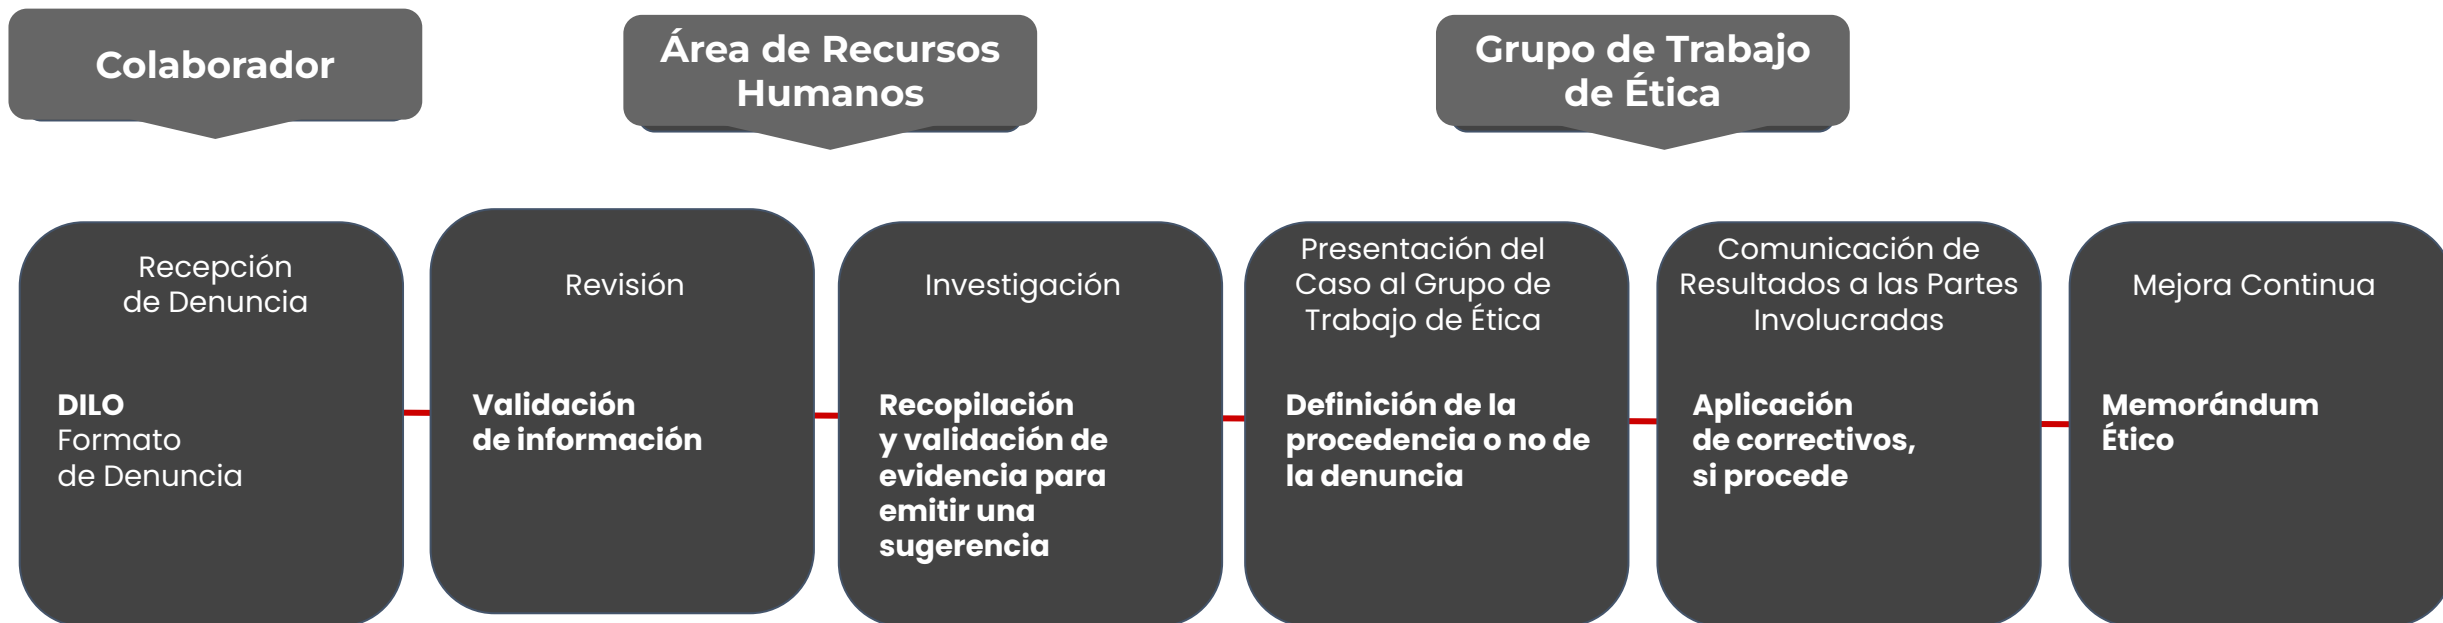 Colaborador
Área de Recursos
Humanos
Grupo de Trabajo
de Ética
Recepción
de Denuncia
DILO
Formato
de Denuncia
Revisión
Validación
de información
Investigación
Recopilación
y validación de
evidencia para
emitir una
sugerencia
Presentación del
Caso al Grupo de
Trabajo de Ética
Definición de la
procedencia o no de
la denuncia
Comunicación de
Resultados a las Partes
Involucradas
Aplicación
de correctivos,
si procede
Mejora Continua
Memorándum
Ético